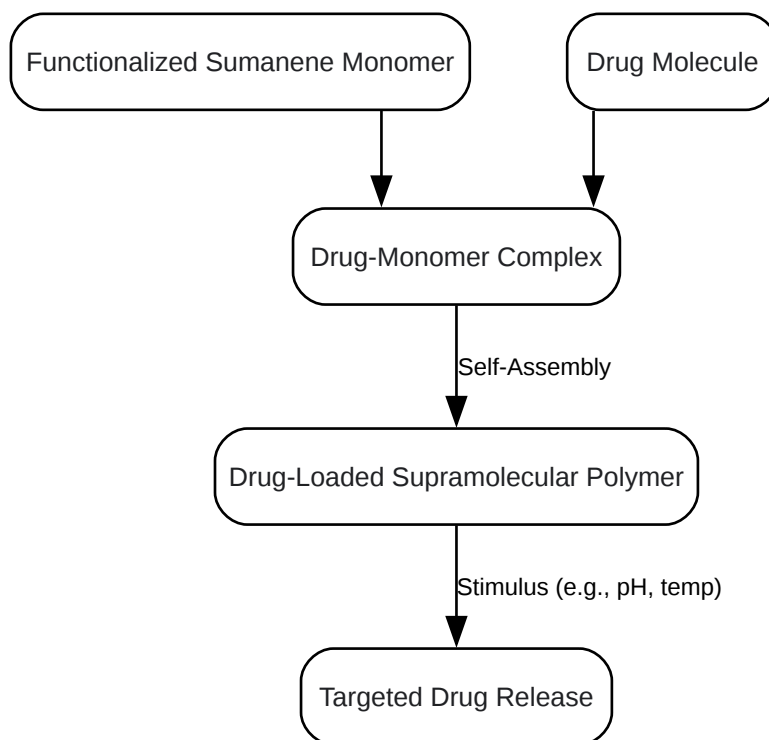 Functionalized Sumanene Monomer
Drug Molecule
Drug-Monomer Complex
Self-Assembly
Drug-Loaded Supramolecular Polymer
Stimulus (e.g., pH, temp)
Targeted Drug Release